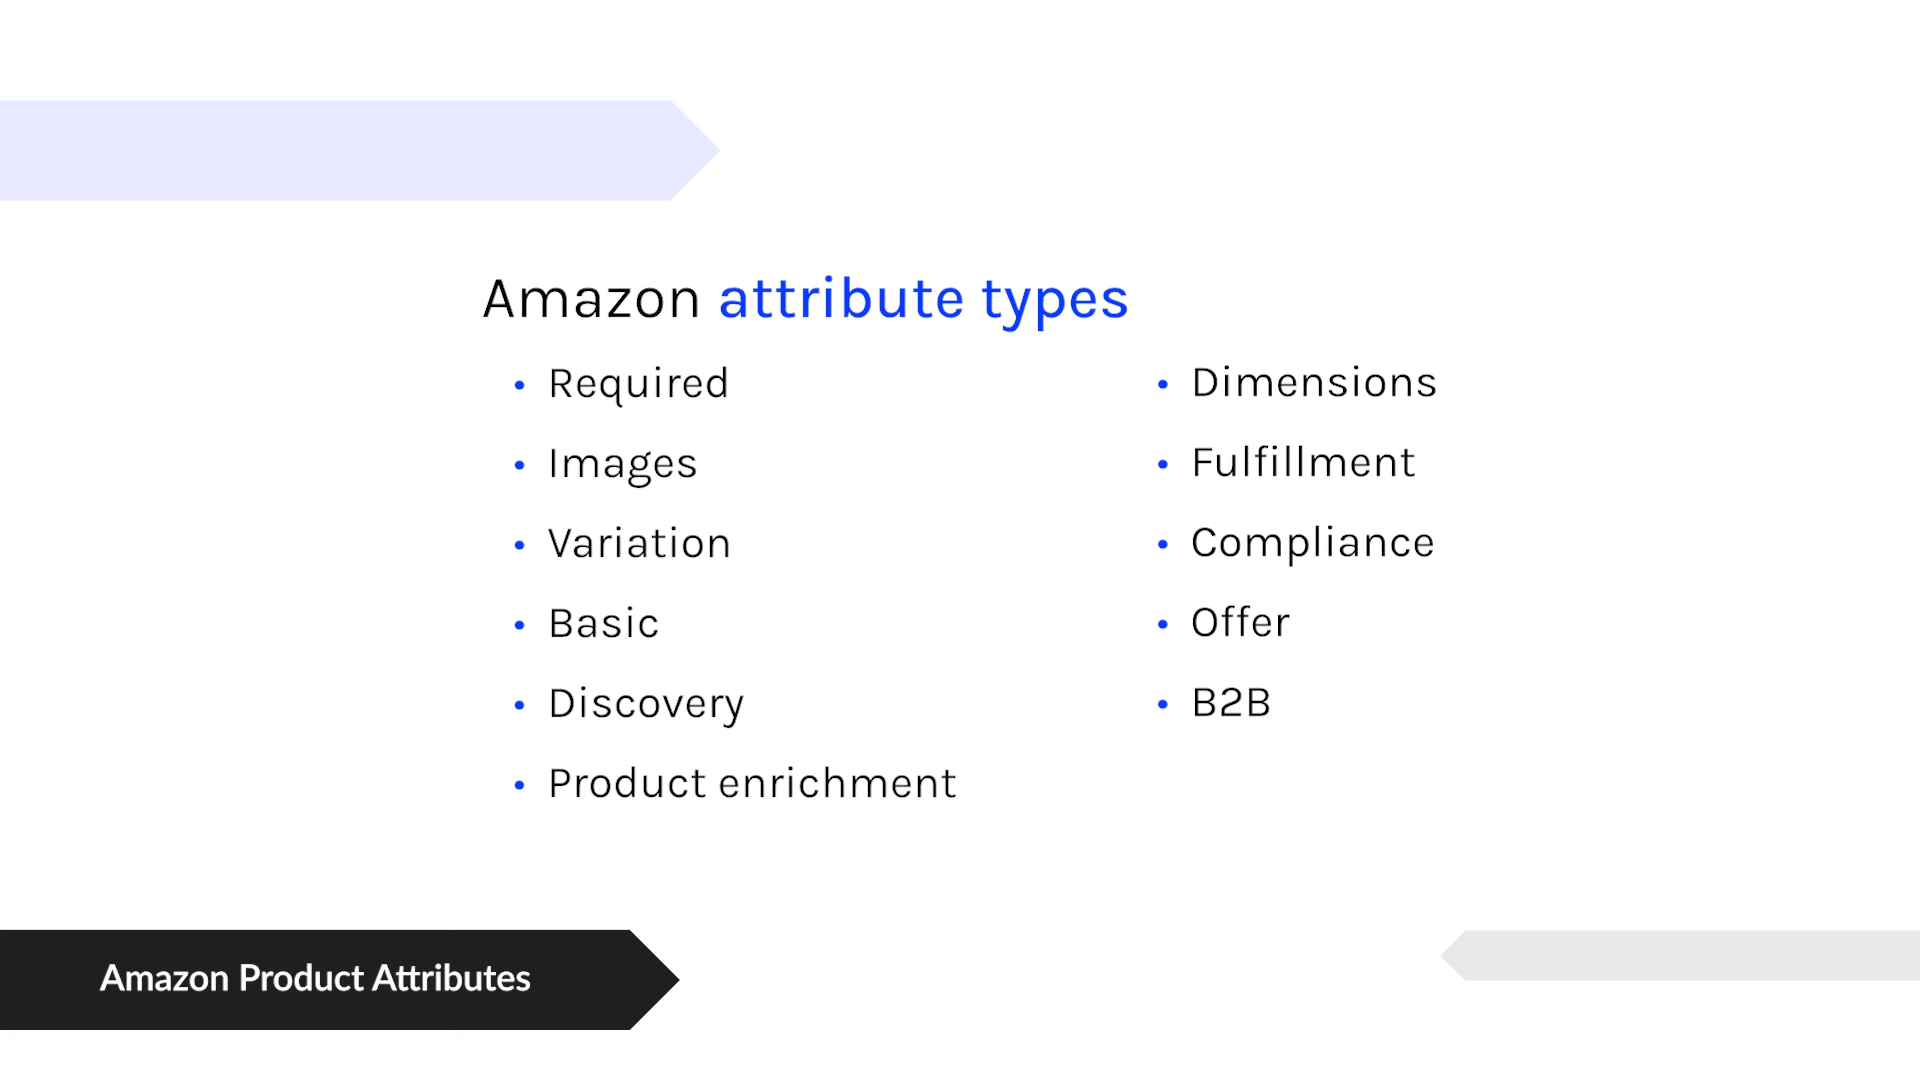 Amazon attribute types
• Required
• Images
• Variation
• Basic
• Discovery
• Product enrichment
• Dimensions
• Fulfillment
• Compliance
• Offer
• B2B
Amazon Product Attributes